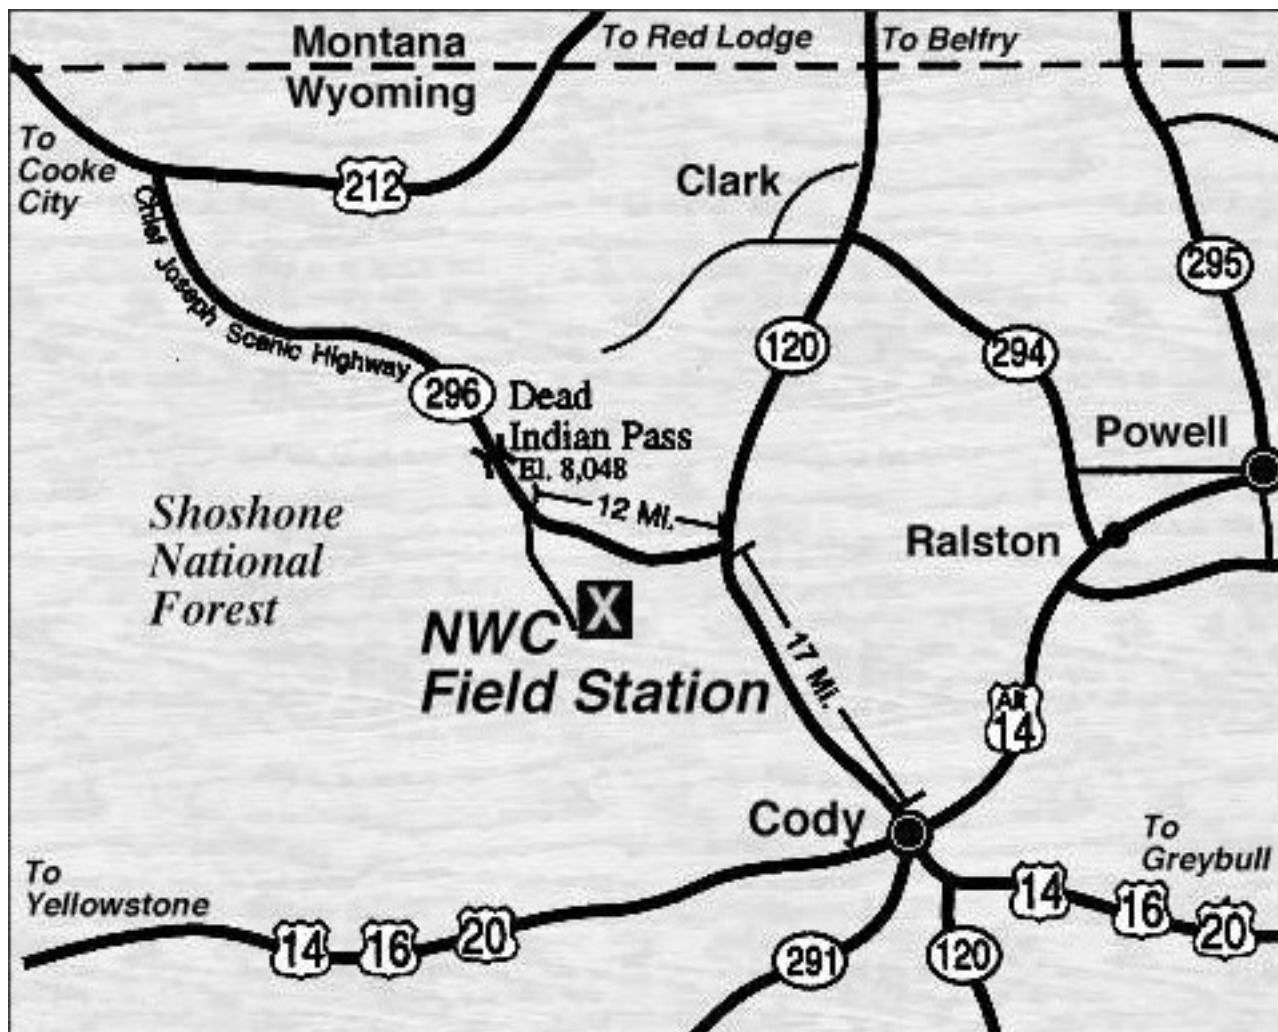 Montana
To Red Lodge
To Belfry
Wyoming
To
Cooke
City
212
Clark
Chief Joseph Scenic Highway
295
120
294
296
Dead
Indian Pass
El. 8,048
Powell
12 Mi.
Shoshone
National
Forest
Ralston
X
NWC
Field Station
17 Mi.
Alt
14
Cody
To
Greybull
To
Yellowstone
14
16
20
14
16
20
291
120